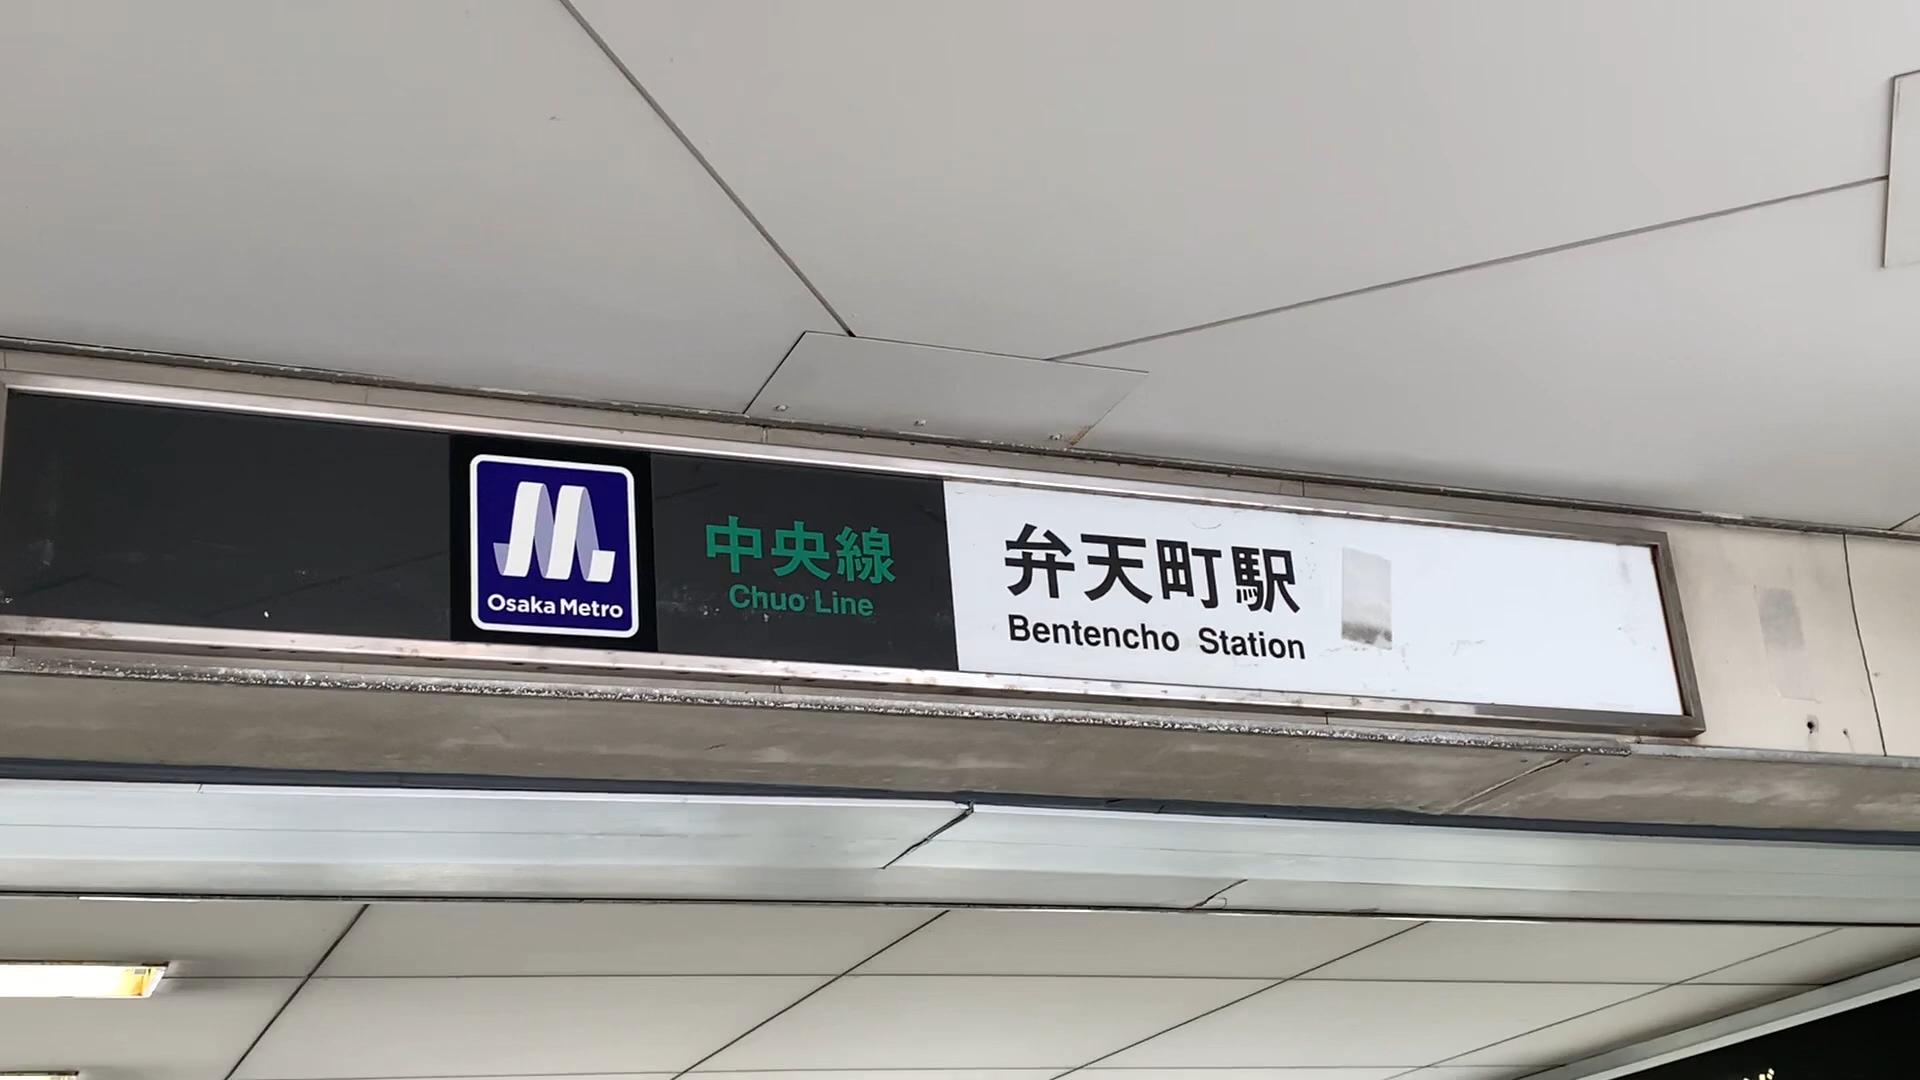 Osaka Metro
中央線
Chuo Line
弁天町駅
Bentencho Station